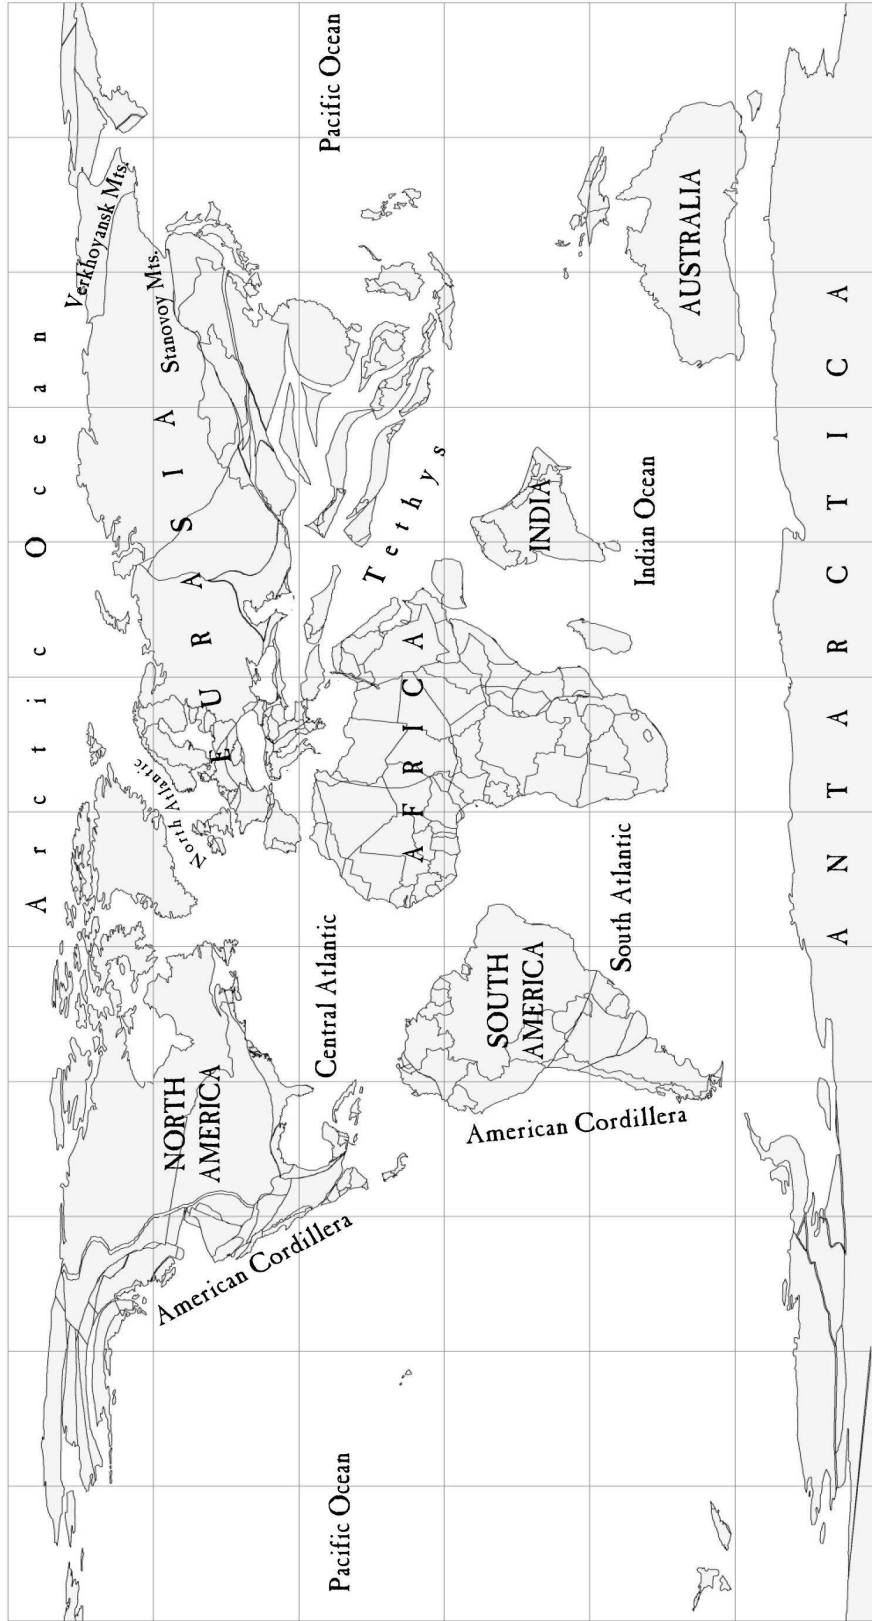 Arctic Ocean
Verkhoyansk Mts.
Stanovoy Mts.
EURASIA
North Atlantic
NORTH
AMERICA
American Cordillera
Pacific Ocean
Central Atlantic
Tethys
Pacific Ocean
AFRICA
SOUTH
AMERICA
American Cordillera
South Atlantic
INDIA
Indian Ocean
AUSTRALIA
ANTARCTICA